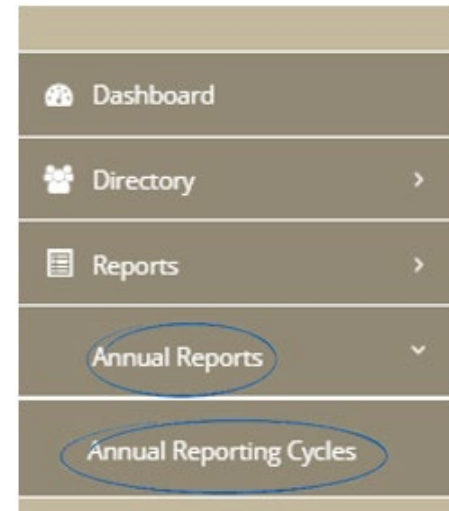 Dashboard
Directory
Reports
Annual Reports
Annual Reporting Cycles